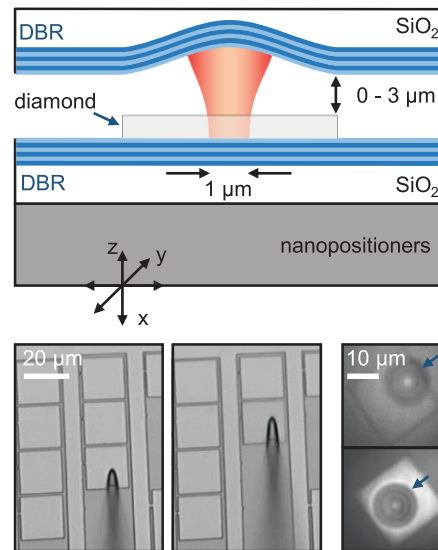 DBR
SiO₂
diamond
0 - 3 µm
1 µm
DBR
SiO₂
nanopositioners
z
y
x
20 µm
10 µm